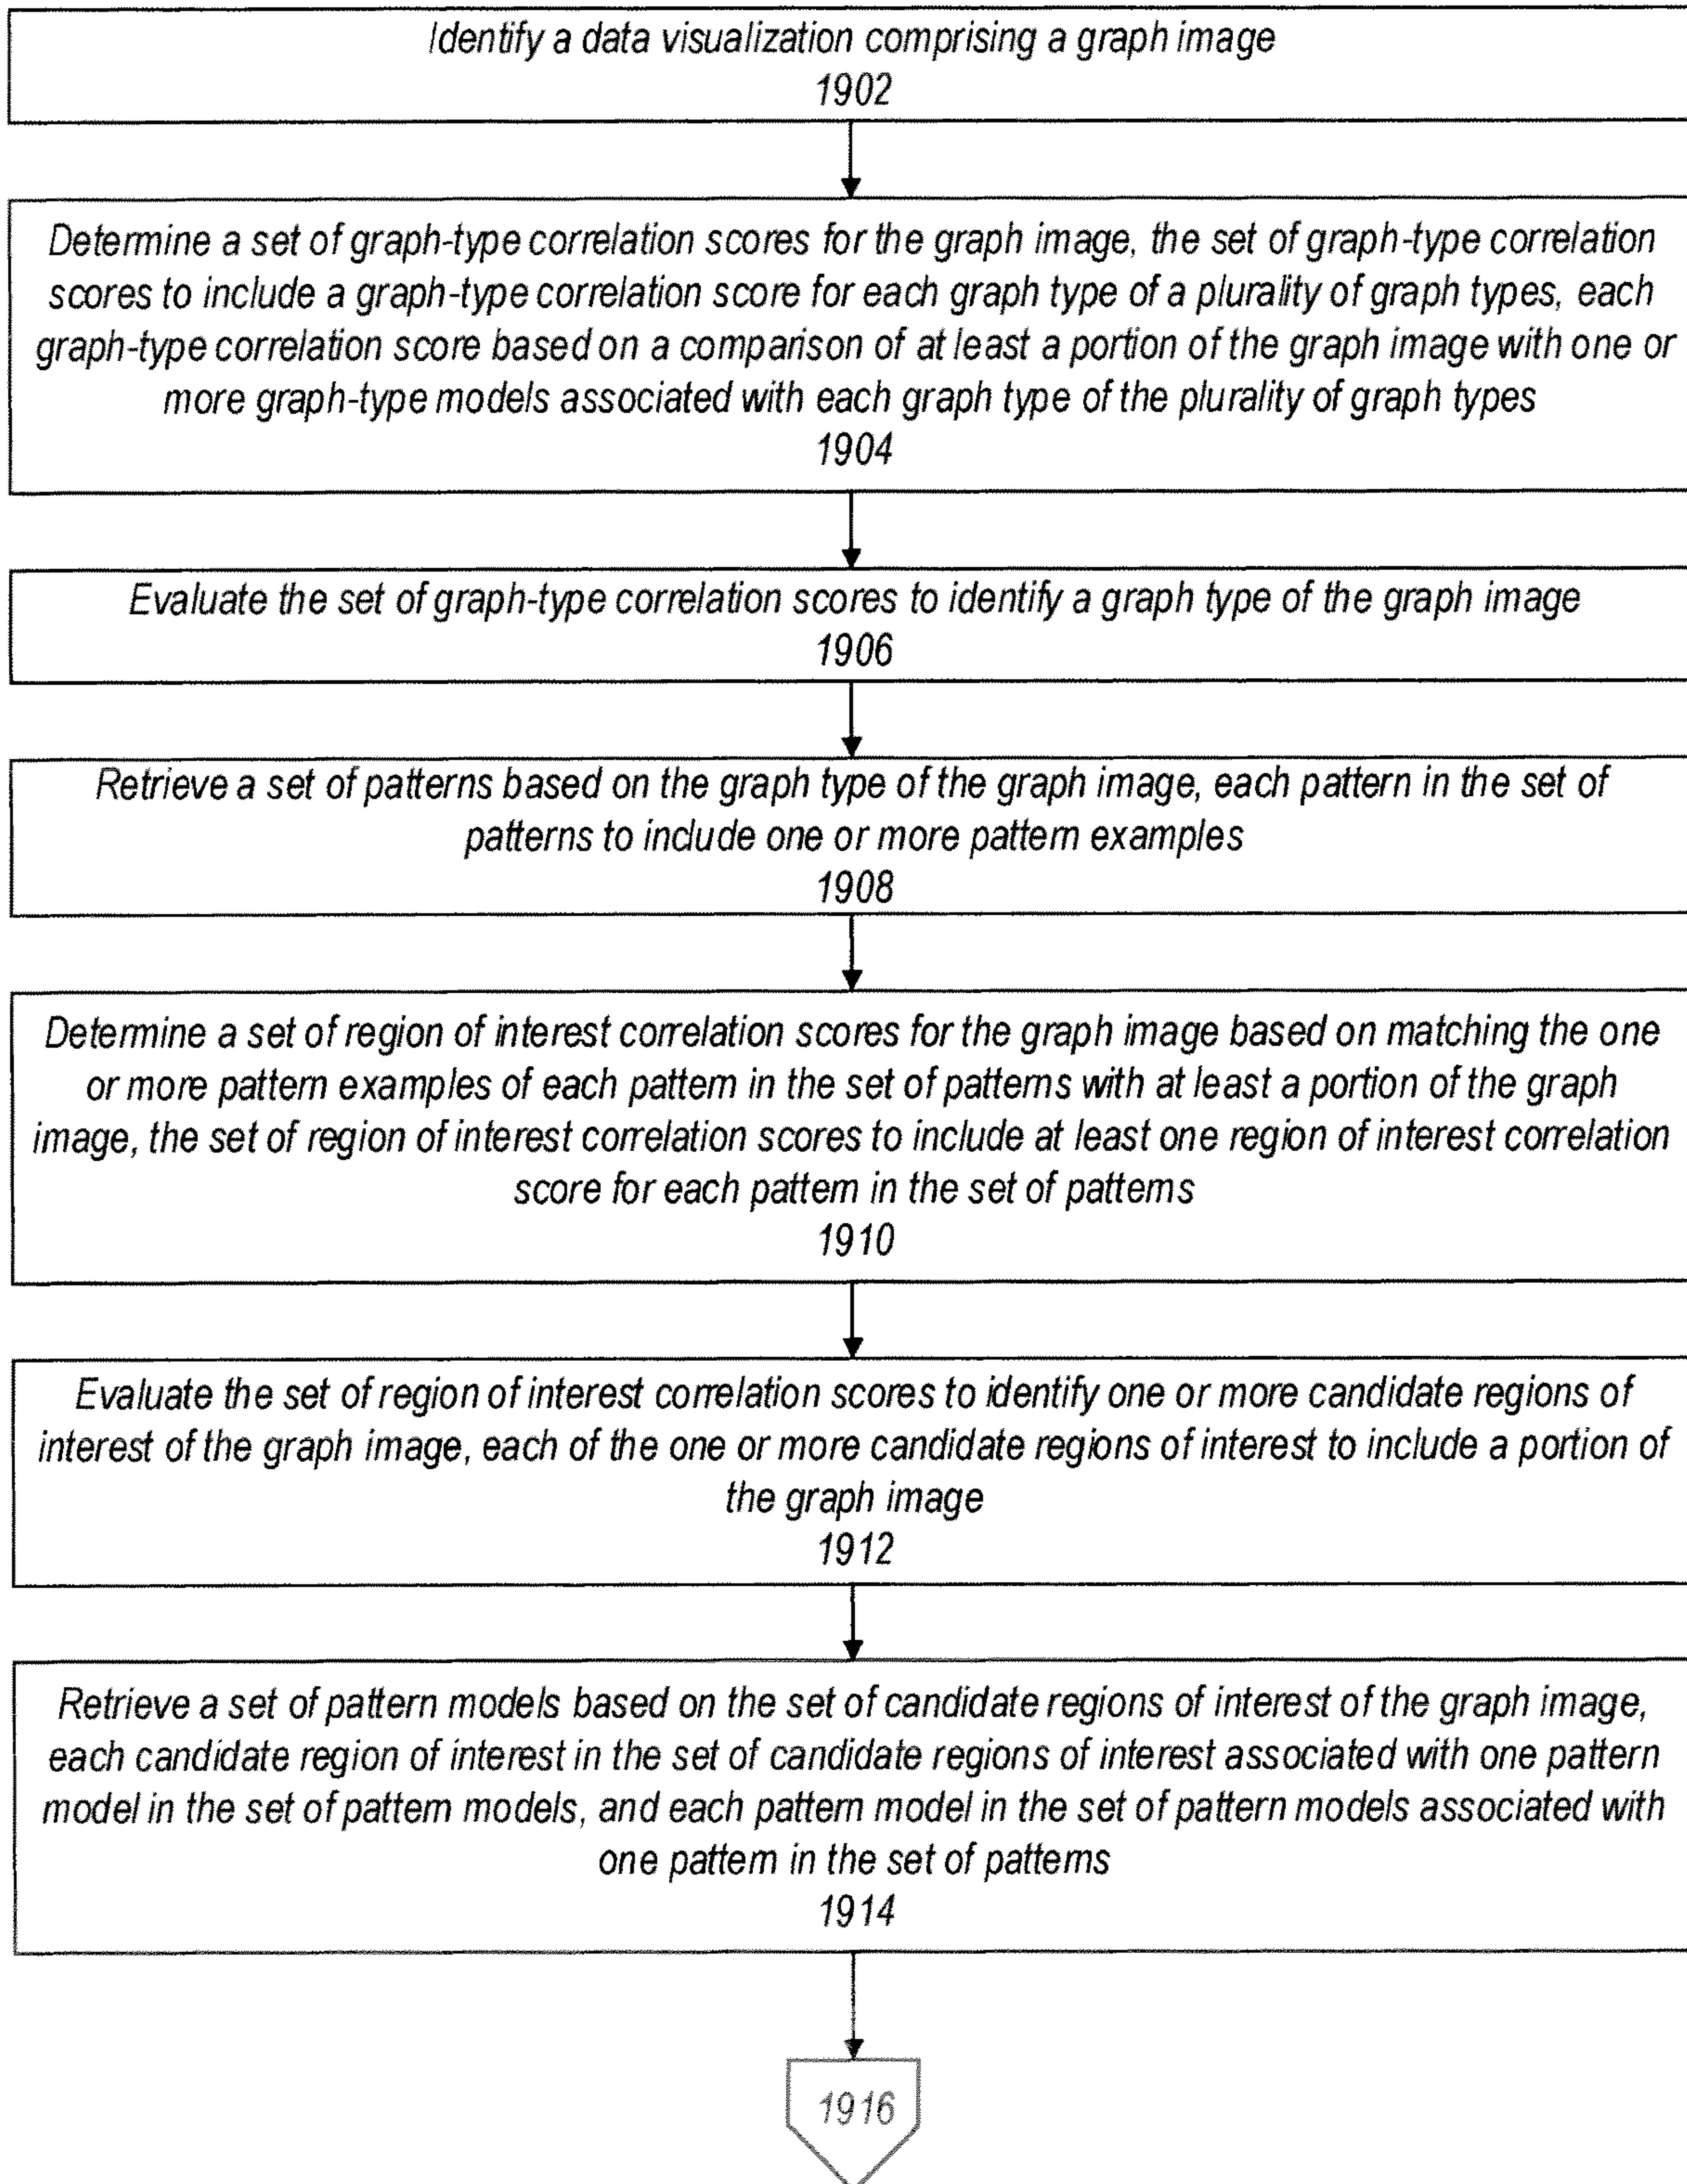 Identify a data visualization comprising a graph image
1902
Determine a set of graph-type correlation scores for the graph image, the set of graph-type correlation
scores to include a graph-type correlation score for each graph type of a plurality of graph types, each
graph-type correlation score based on a comparison of at least a portion of the graph image with one or
more graph-type models associated with each graph type of the plurality of graph types
1904
Evaluate the set of graph-type correlation scores to identify a graph type of the graph image
1906
Retrieve a set of patterns based on the graph type of the graph image, each pattern in the set of
patterns to include one or more pattern examples
1908
Determine a set of region of interest correlation scores for the graph image based on matching the one
or more pattern examples of each pattern in the set of patterns with at least a portion of the graph
image, the set of region of interest correlation scores to include at least one region of interest correlation
score for each pattern in the set of patterns
1910
Evaluate the set of region of interest correlation scores to identify one or more candidate regions of
interest of the graph image, each of the one or more candidate regions of interest to include a portion of
the graph image
1912
Retrieve a set of pattern models based on the set of candidate regions of interest of the graph image,
each candidate region of interest in the set of candidate regions of interest associated with one pattern
model in the set of pattern models, and each pattern model in the set of pattern models associated with
one pattern in the set of patterns
1914
1916